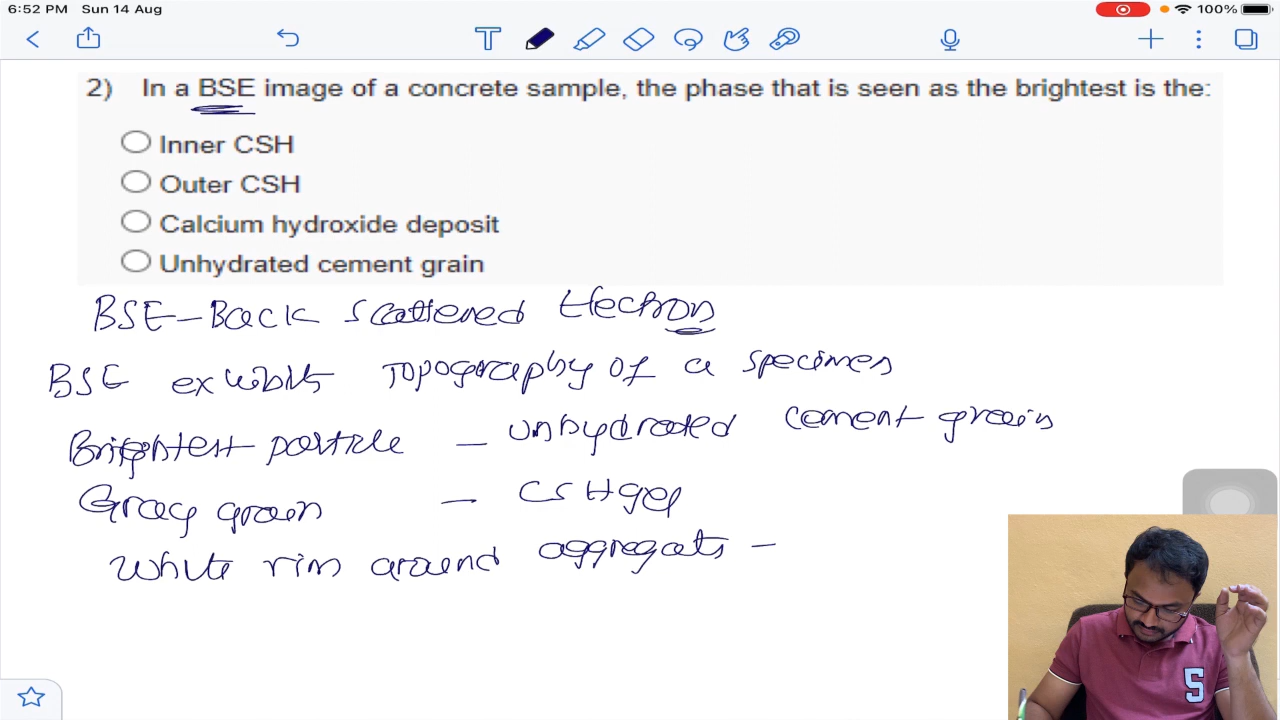 6:52 PM Sun 14 Aug
100%
2) In a BSE image of a concrete sample, the phase that is seen as the brightest is the:
Inner CSH
Outer CSH
Calcium hydroxide deposit
Unhydrated cement grain
BSE - Back scattered Electron
BSE exhibits Topography of a specimen
Brightest particle - unhydrated cement grain
Gray grain - CSH gel
White rim around aggregats -
S